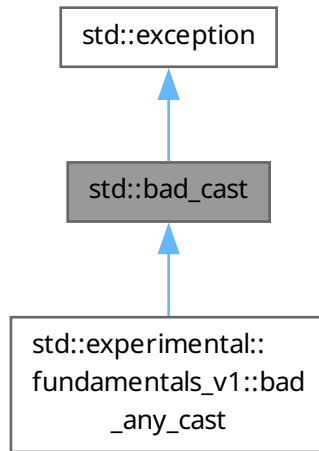 std::exception
std::bad_cast
std::experimental::
fundamentals_v1::bad
_any_cast